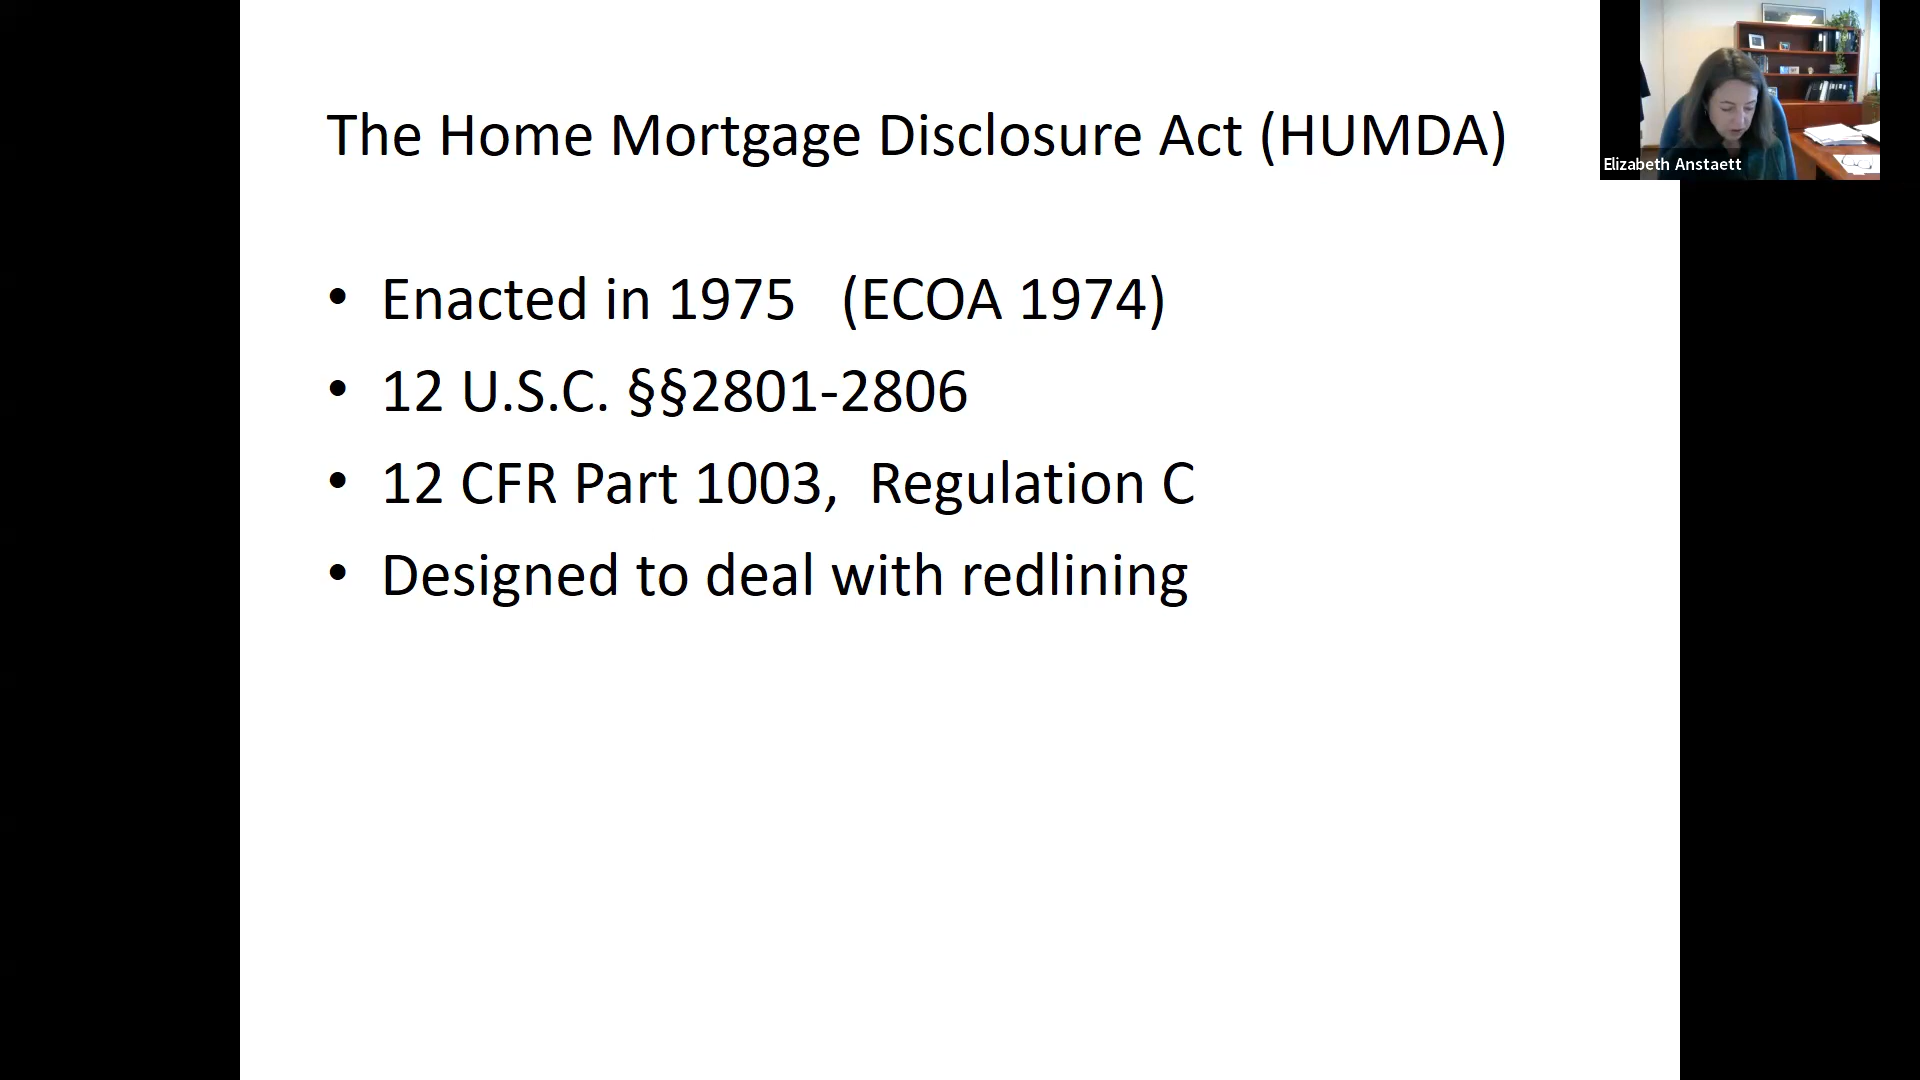 The Home Mortgage Disclosure Act (HUMDA)
Elizabeth Anstaett
• Enacted in 1975 (ECOA 1974)
• 12 U.S.C. §§2801-2806
• 12 CFR Part 1003, Regulation C
• Designed to deal with redlining